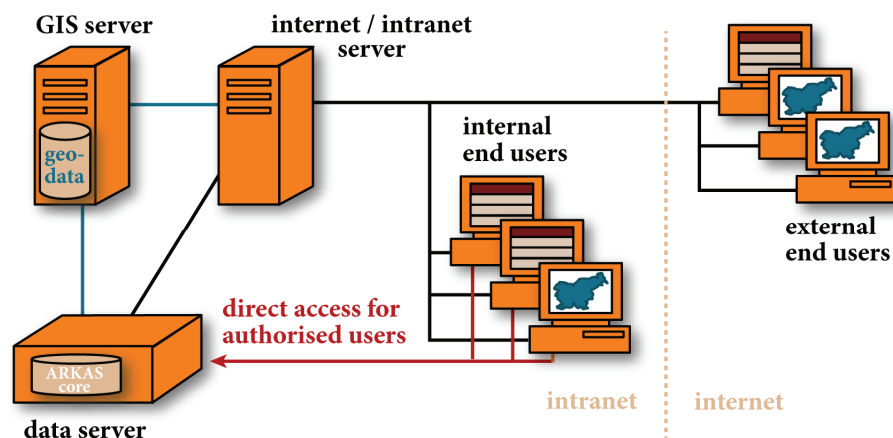 GIS server
internet / intranet
server
geo-
data
internal
end users
external
end users
direct access for
authorised users
ARKAS
core
data server
intranet
internet